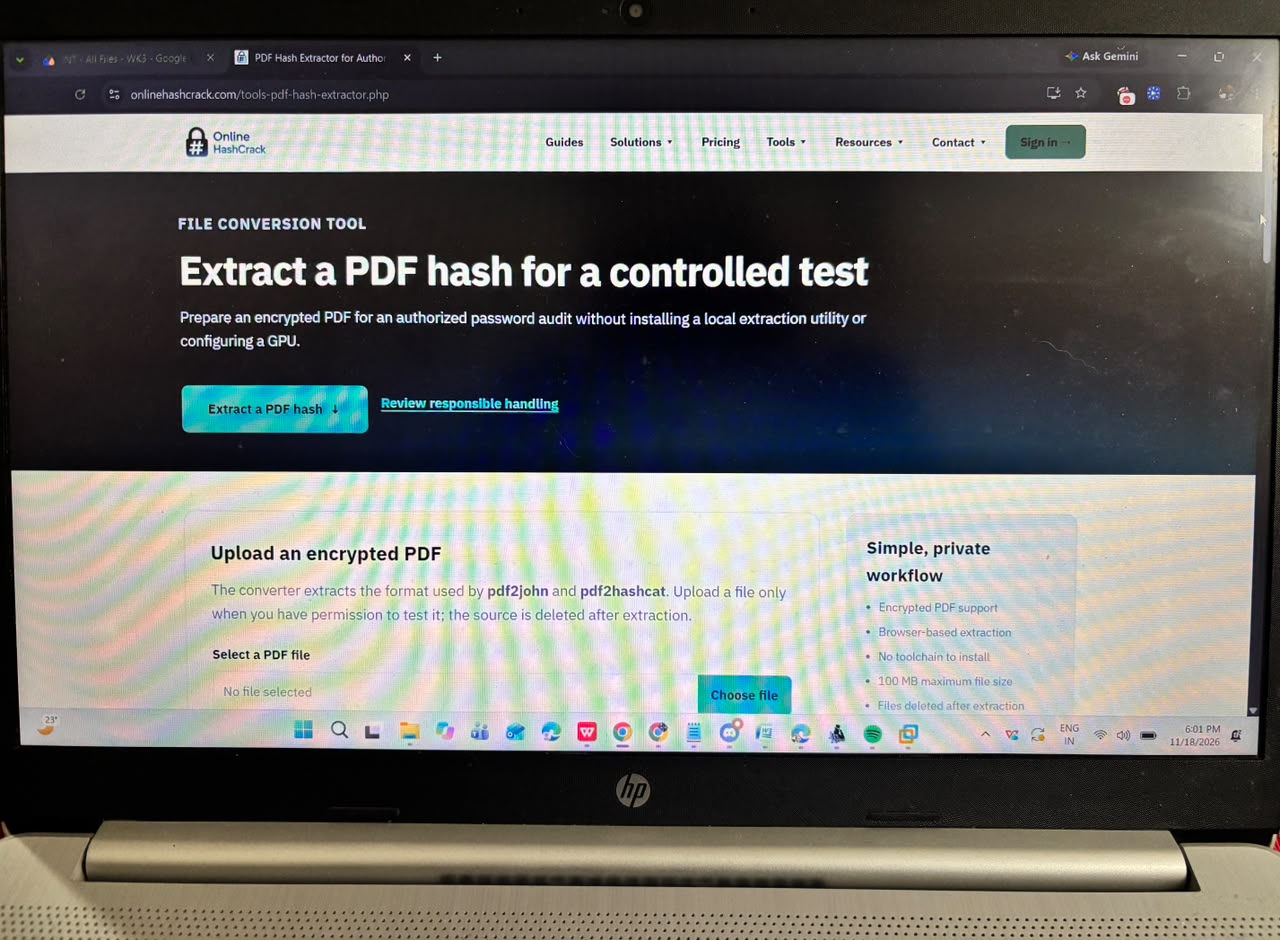 INT - All Files - WK3 - Google
PDF Hash Extractor for Author
Ask Gemini
onlinehashcrack.com/tools-pdf-hash-extractor.php
Online
HashCrack
Guides
Solutions
Pricing
Tools
Resources
Contact
Sign in →
FILE CONVERSION TOOL
Extract a PDF hash for a controlled test
Prepare an encrypted PDF for an authorized password audit without installing a local extraction utility or
configuring a GPU.
Extract a PDF hash ↓
Review responsible handling
Upload an encrypted PDF
The converter extracts the format used by pdf2john and pdf2hashcat. Upload a file only
when you have permission to test it; the source is deleted after extraction.
Select a PDF file
No file selected
Choose file
Simple, private
workflow
• Encrypted PDF support
• Browser-based extraction
• No toolchain to install
• 100 MB maximum file size
• Files deleted after extraction
23°
ENG
IN
6:01 PM
11/18/2026
hp